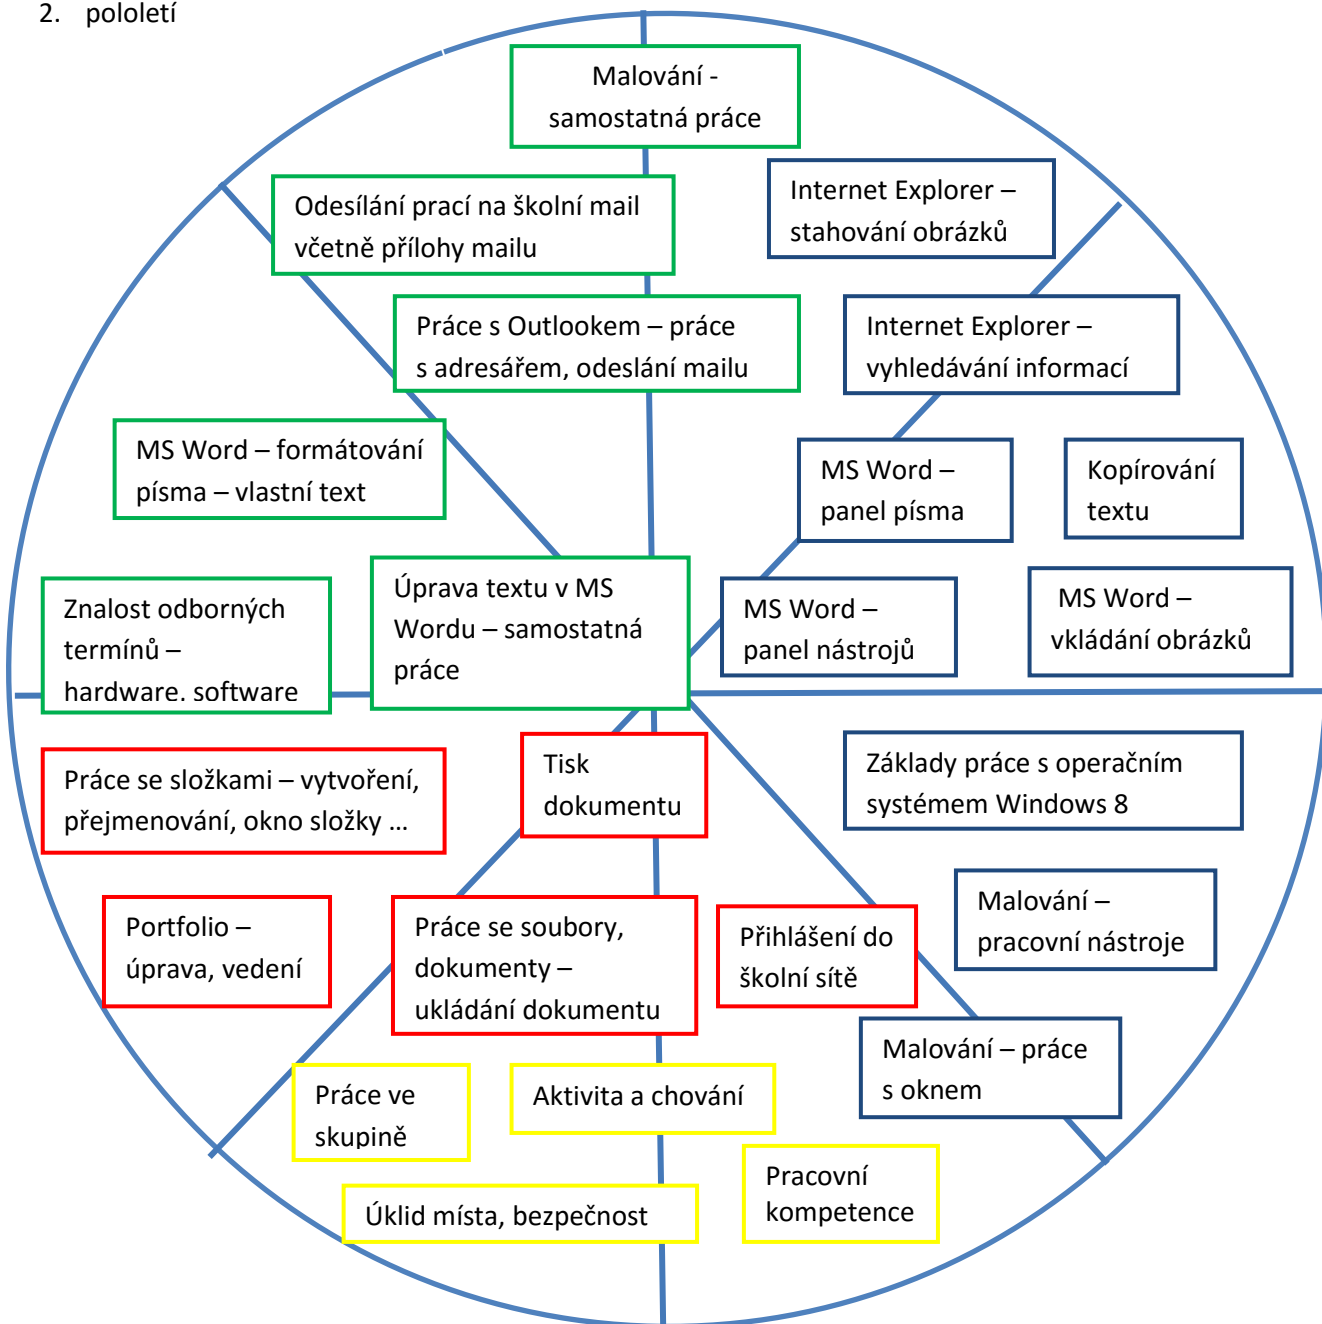 2. pololetí
Malování -
samostatná práce
Internet Explorer –
stahování obrázků
Odesílání prací na školní mail
včetně přílohy mailu
Práce s Outlookem – práce
s adresářem, odeslání mailu
Internet Explorer –
vyhledávání informací
MS Word – formátování
písma – vlastní text
MS Word –
panel písma
Kopírování
textu
Znalost odborných
termínů –
hardware. software
Úprava textu v MS
Wordu – samostatná
práce
MS Word –
panel nástrojů
MS Word –
vkládání obrázků
Práce se složkami – vytvoření,
přejmenování, okno složky ...
Tisk
dokumentu
Základy práce s operačním
systémem Windows 8
Portfolio –
úprava, vedení
Práce se soubory,
dokumenty –
ukládání dokumentu
Přihlášení do
školní sítě
Malování –
pracovní nástroje
Malování – práce
s oknem
Práce ve
skupině
Aktivita a chování
Pracovní
kompetence
Úklid místa, bezpečnost